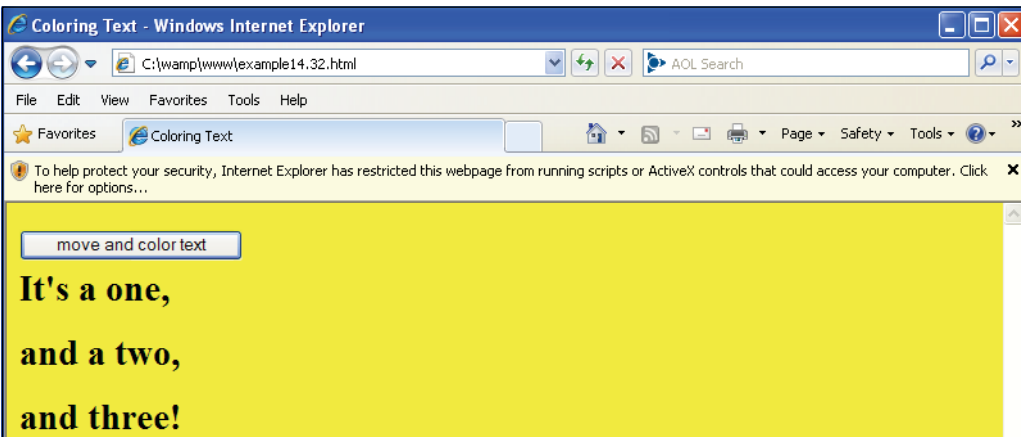 Coloring Text - Windows Internet Explorer
C:\wamp\www\example14.32.html
AOL Search
File Edit View Favorites Tools Help
Favorites Coloring Text Page Safety Tools
To help protect your security, Internet Explorer has restricted this webpage from running scripts or ActiveX controls that could access your computer. Click
here for options...
move and color text
It's a one,
and a two,
and three!